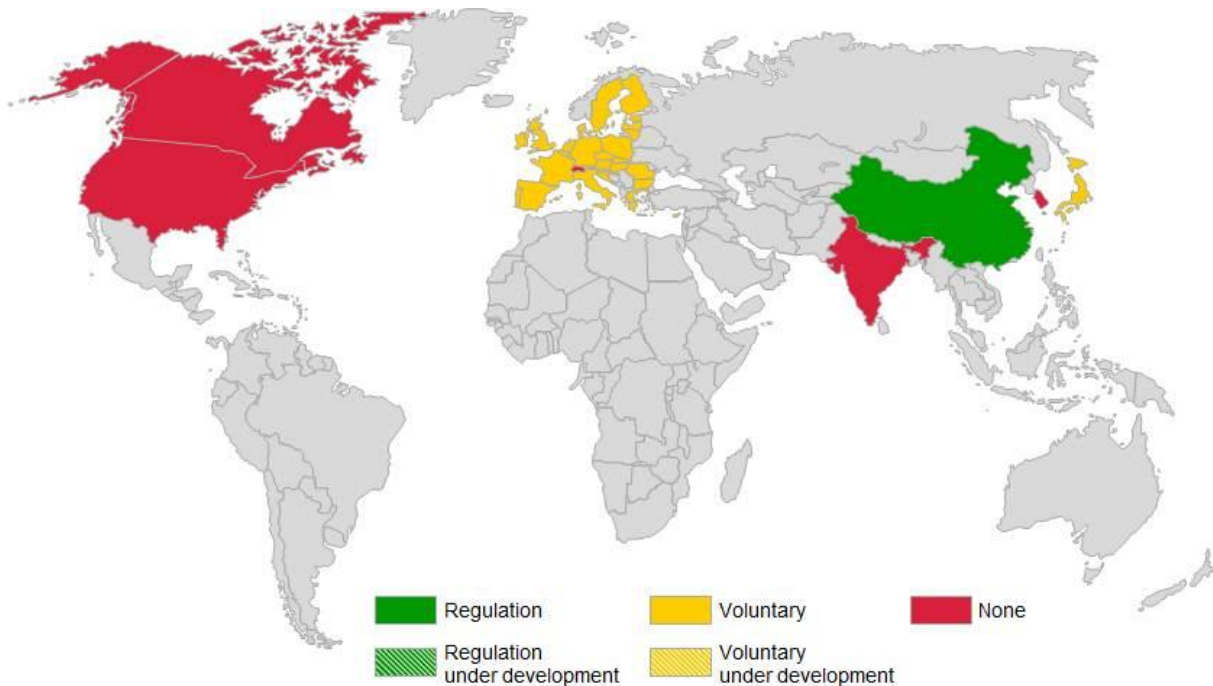 Regulation
Voluntary
None
Regulation
under development
Voluntary
under development